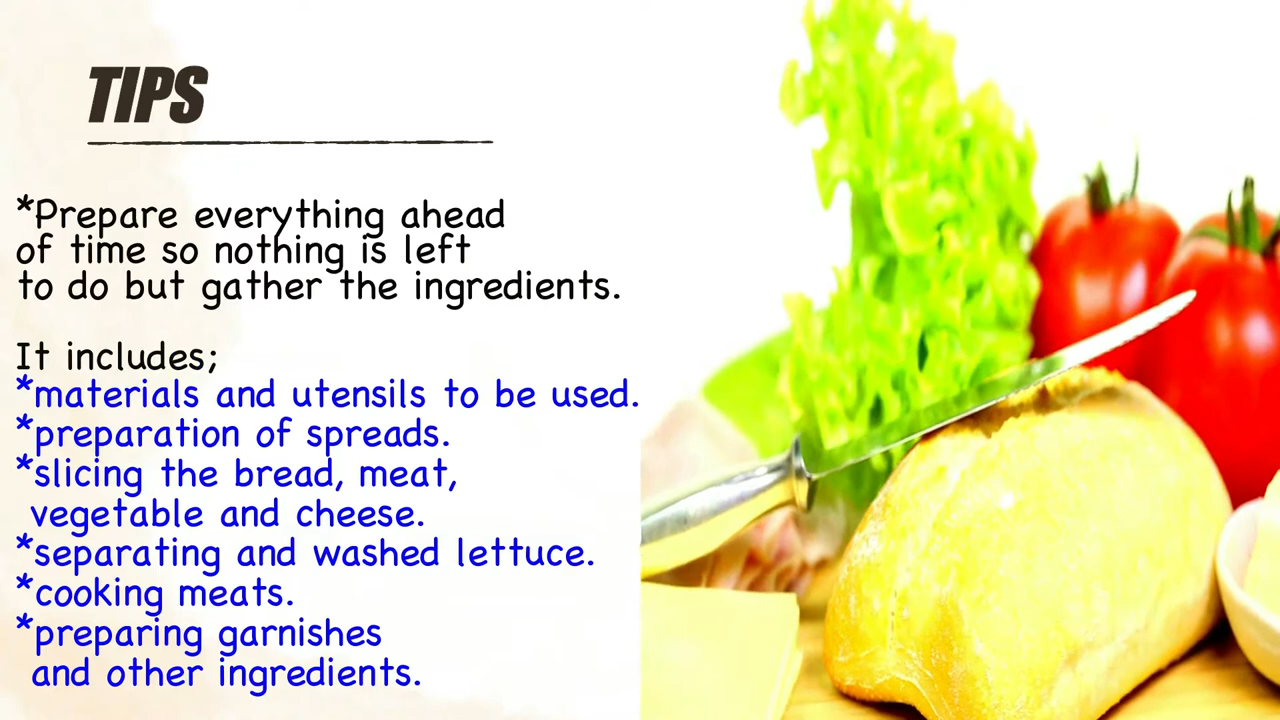 TIPS
*Prepare everything ahead
of time so nothing is left
to do but gather the ingredients.
It includes;
*materials and utensils to be used.
*preparation of spreads.
*slicing the bread, meat,
vegetable and cheese.
*separating and washed lettuce.
*cooking meats.
*preparing garnishes
and other ingredients.